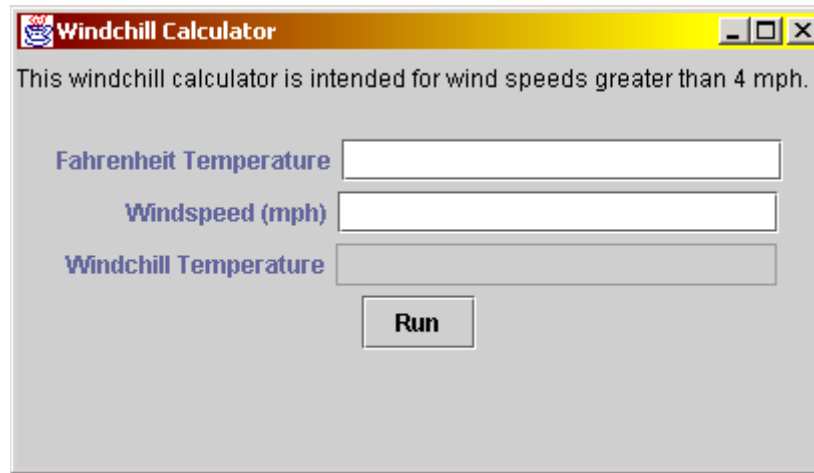 Windchill Calculator
This windchill calculator is intended for wind speeds greater than 4 mph.
Fahrenheit Temperature
Windspeed (mph)
Windchill Temperature
Run